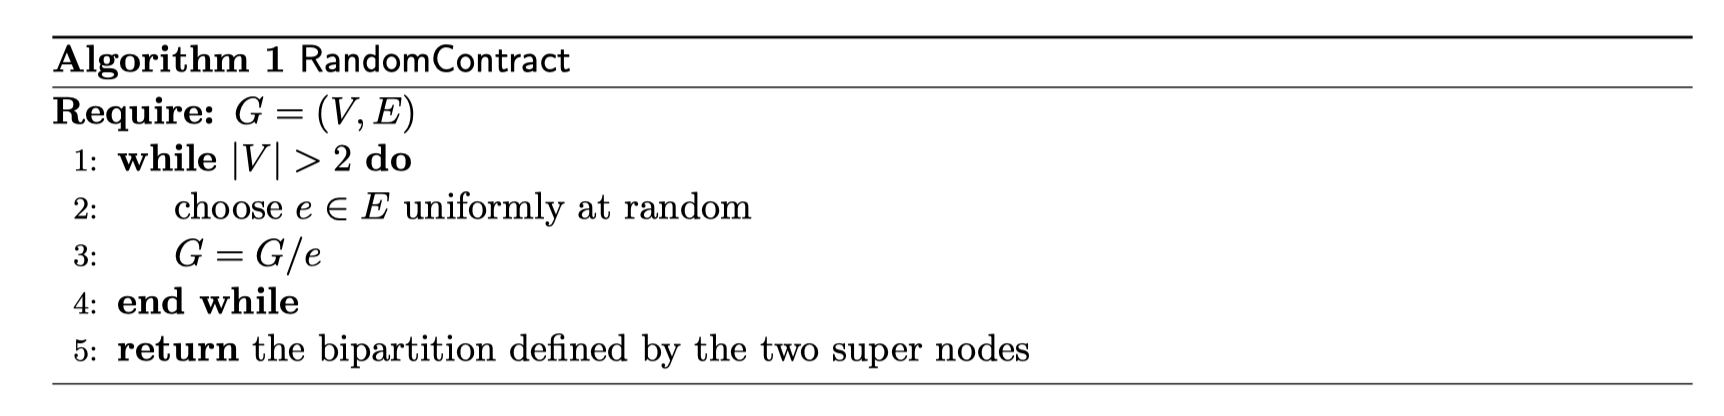 Algorithm 1 RandomContract
Require: G = (V, E)
1: while |V| > 2 do
2: choose e ∈ E uniformly at random
3: G = G/e
4: end while
5: return the bipartition defined by the two super nodes